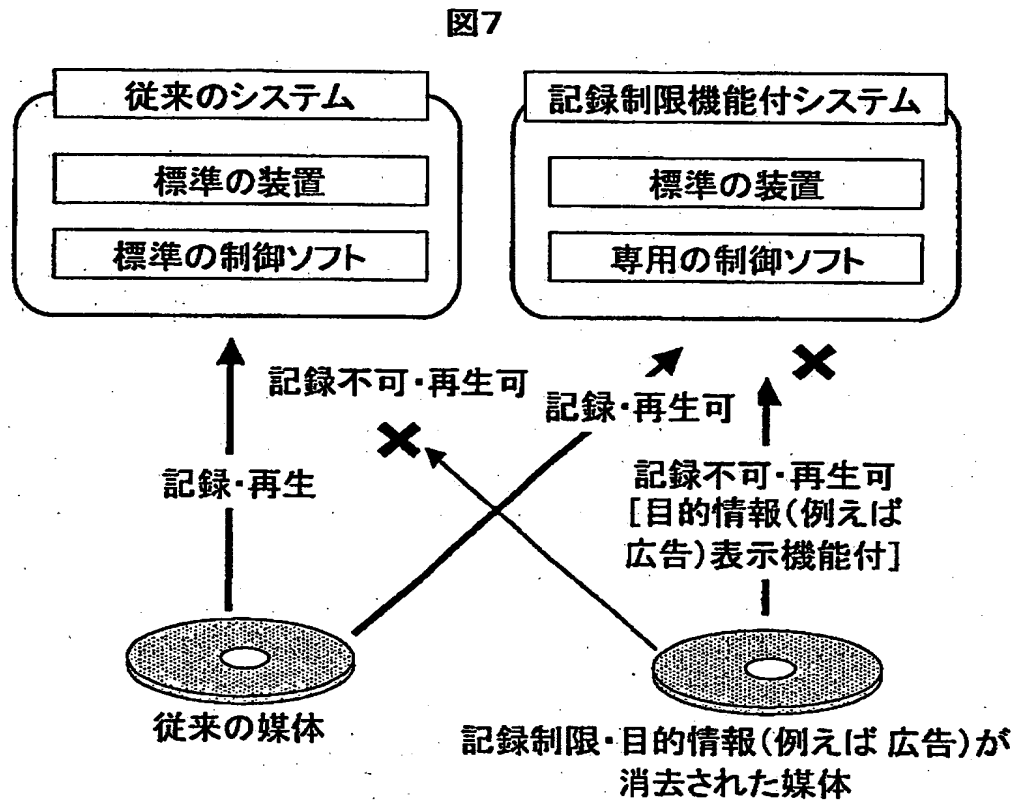 図7
従来のシステム
標準の装置
標準の制御ソフト
記録制限機能付システム
標準の装置
専用の制御ソフト
記録不可・再生可
記録・再生可
記録・再生
記録不可・再生可
[目的情報(例えば
広告)表示機能付]
従来の媒体
記録制限・目的情報(例えば 広告)が
消去された媒体